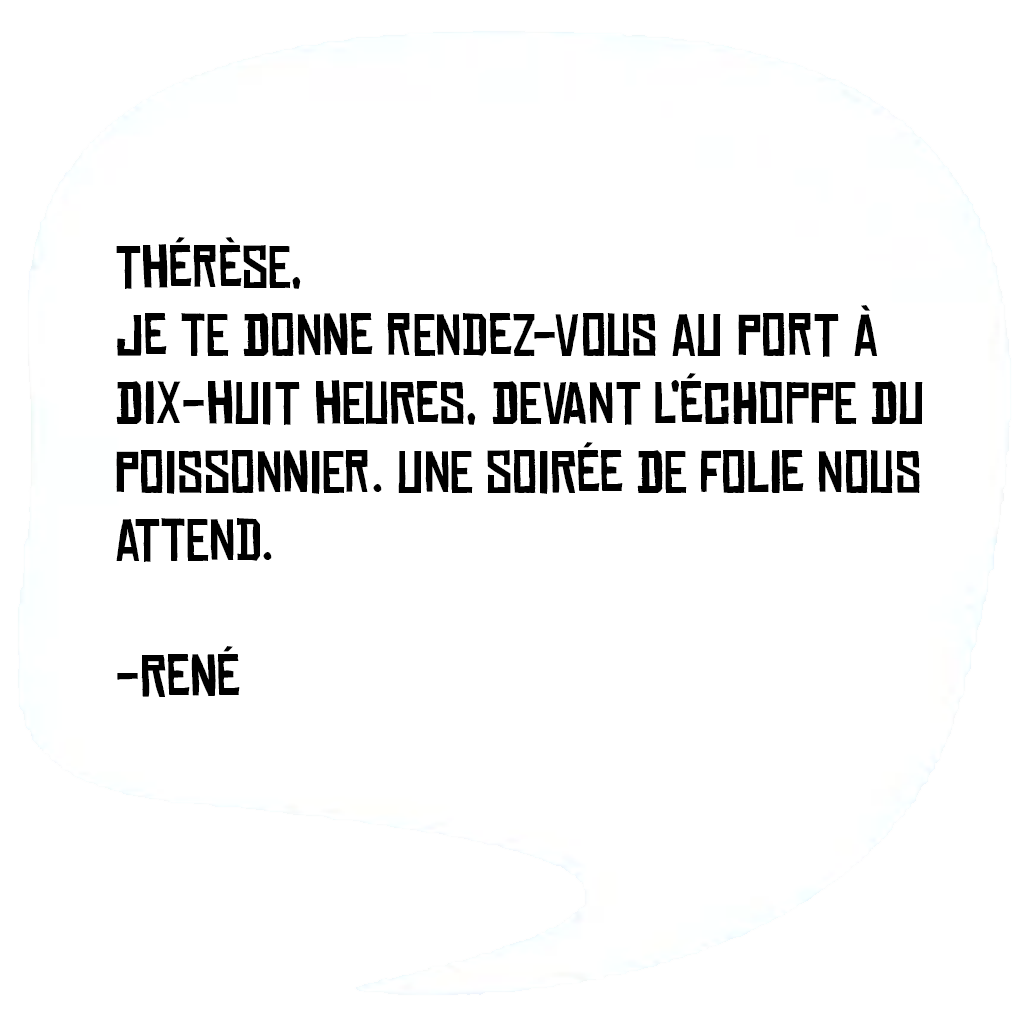 THÉRÈSE,
JE TE DONNE RENDEZ-VOUS AU PORT À
DIX-HUIT HEURES, DEVANT L'ÉCHOPPE DU
POISSONNIER. UNE SOIRÉE DE FOLIE NOUS
ATTEND.
-RENÉ